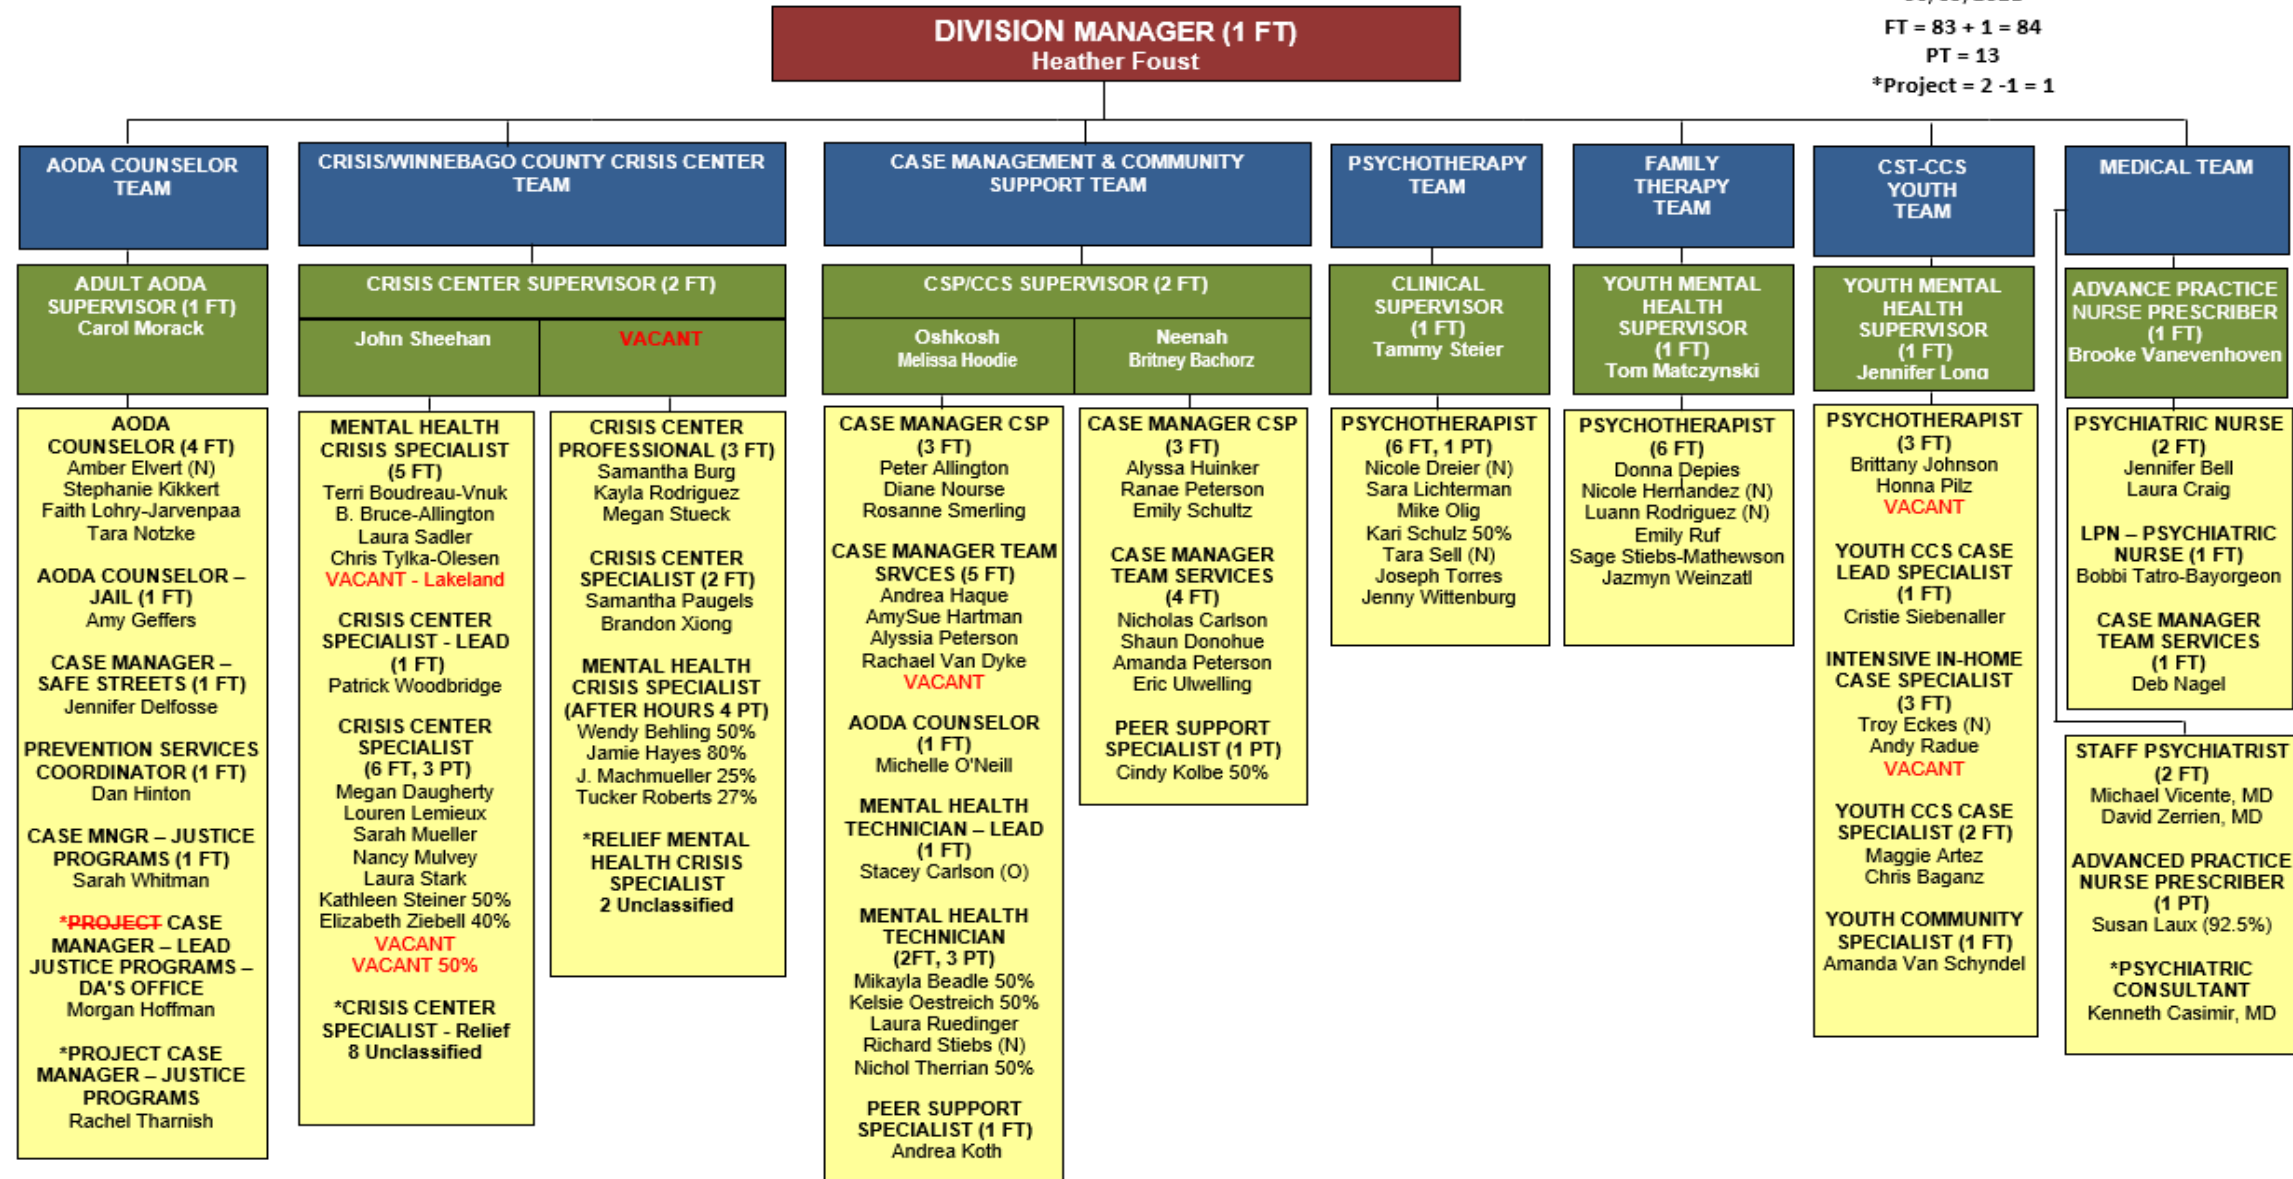 FT = 83 + 1 = 84
PT = 13
*Project = 2 -1 = 1
DIVISION MANAGER (1 FT)
Heather Foust
AODA COUNSELOR
TEAM
ADULT AODA
SUPERVISOR (1 FT)
Carol Morack
AODA
COUNSELOR (4 FT)
Amber Elvert (N)
Stephanie Kikkert
Faith Lohry-Jarvenpaa
Tara Notzke
AODA COUNSELOR –
JAIL (1 FT)
Amy Geffers
CASE MANAGER –
SAFE STREETS (1 FT)
Jennifer Delfosse
PREVENTION SERVICES
COORDINATOR (1 FT)
Dan Hinton
CASE MNGR – JUSTICE
PROGRAMS (1 FT)
Sarah Whitman
*PROJECT CASE
MANAGER – LEAD
JUSTICE PROGRAMS –
DA'S OFFICE
Morgan Hoffman
*PROJECT CASE
MANAGER – JUSTICE
PROGRAMS
Rachel Tharnish
CRISIS/WINNEBAGO COUNTY CRISIS CENTER
TEAM
CRISIS CENTER SUPERVISOR (2 FT)
John Sheehan
VACANT
MENTAL HEALTH
CRISIS SPECIALIST
(5 FT)
Terri Boudreau-Vnuk
B. Bruce-Allington
Laura Sadler
Chris Tylka-Olesen
VACANT - Lakeland
CRISIS CENTER
SPECIALIST - LEAD
(1 FT)
Patrick Woodbridge
CRISIS CENTER
SPECIALIST
(6 FT, 3 PT)
Megan Daugherty
Louren Lemieux
Sarah Mueller
Nancy Mulvey
Laura Stark
Kathleen Steiner 50%
Elizabeth Ziebell 40%
VACANT
VACANT 50%
*CRISIS CENTER
SPECIALIST - Relief
8 Unclassified
CRISIS CENTER
PROFESSIONAL (3 FT)
Samantha Burg
Kayla Rodriguez
Megan Stueck
CRISIS CENTER
SPECIALIST (2 FT)
Samantha Paugels
Brandon Xiong
MENTAL HEALTH
CRISIS SPECIALIST
(AFTER HOURS 4 PT)
Wendy Behling 50%
Jamie Hayes 80%
J. Machmueller 25%
Tucker Roberts 27%
*RELIEF MENTAL
HEALTH CRISIS
SPECIALIST
2 Unclassified
CASE MANAGEMENT & COMMUNITY
SUPPORT TEAM
CSP/CCS SUPERVISOR (2 FT)
Oshkosh
Melissa Hoodie
Neenah
Britney Bachorz
CASE MANAGER CSP
(3 FT)
Peter Allington
Diane Nourse
Rosanne Smerling
CASE MANAGER TEAM
SRVCES (5 FT)
Andrea Haque
AmySue Hartman
Alyssia Peterson
Rachael Van Dyke
VACANT
AODA COUNSELOR
(1 FT)
Michelle O'Neill
MENTAL HEALTH
TECHNICIAN – LEAD
(1 FT)
Stacey Carlson (O)
MENTAL HEALTH
TECHNICIAN
(2FT, 3 PT)
Mikayla Beadle 50%
Kelsie Oestreich 50%
Laura Ruedinger
Richard Stiebs (N)
Nichol Therrian 50%
PEER SUPPORT
SPECIALIST (1 FT)
Andrea Koth
CASE MANAGER CSP
(3 FT)
Alyssa Huinker
Ranae Peterson
Emily Schultz
CASE MANAGER
TEAM SERVICES
(4 FT)
Nicholas Carlson
Shaun Donohue
Amanda Peterson
Eric Ulwelling
PEER SUPPORT
SPECIALIST (1 PT)
Cindy Kolbe 50%
PSYCHOTHERAPY
TEAM
CLINICAL
SUPERVISOR
(1 FT)
Tammy Steier
PSYCHOTHERAPIST
(6 FT, 1 PT)
Nicole Dreier (N)
Sara Lichterman
Mike Olig
Kari Schulz 50%
Tara Sell (N)
Joseph Torres
Jenny Wittenburg
FAMILY
THERAPY
TEAM
YOUTH MENTAL
HEALTH
SUPERVISOR
(1 FT)
Tom Matczynski
PSYCHOTHERAPIST
(6 FT)
Donna Depies
Nicole Hernandez (N)
Luann Rodriguez (N)
Emily Ruf
Sage Stiebs-Mathewson
Jazmyn Weinzatl
CST-CCS
YOUTH
TEAM
YOUTH MENTAL
HEALTH
SUPERVISOR
(1 FT)
Jennifer Long
PSYCHOTHERAPIST
(3 FT)
Brittany Johnson
Honna Pilz
VACANT
YOUTH CCS CASE
LEAD SPECIALIST
(1 FT)
Cristie Siebenaller
INTENSIVE IN-HOME
CASE SPECIALIST
(3 FT)
Troy Eckes (N)
Andy Radue
VACANT
YOUTH CCS CASE
SPECIALIST (2 FT)
Maggie Artez
Chris Baganz
YOUTH COMMUNITY
SPECIALIST (1 FT)
Amanda Van Schyndel
MEDICAL TEAM
ADVANCE PRACTICE
NURSE PRESCRIBER
(1 FT)
Brooke Vanevenhoven
PSYCHIATRIC NURSE
(2 FT)
Jennifer Bell
Laura Craig
LPN – PSYCHIATRIC
NURSE (1 FT)
Bobbi Tatro-Bayorgeon
CASE MANAGER
TEAM SERVICES
(1 FT)
Deb Nagel
STAFF PSYCHIATRIST
(2 FT)
Michael Vicente, MD
David Zerrien, MD
ADVANCED PRACTICE
NURSE PRESCRIBER
(1 PT)
Susan Laux (92.5%)
*PSYCHIATRIC
CONSULTANT
Kenneth Casimir, MD